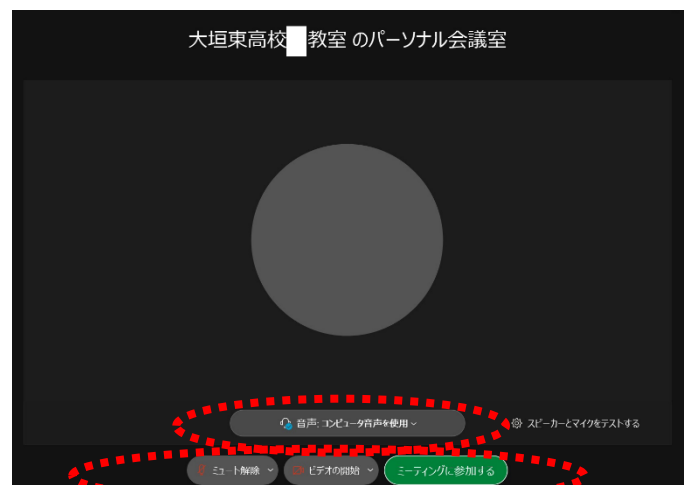 大垣東高校 教室 のパーソナル会議室
音声: コンピュータ音声を使用
スピーカーとマイクをテストする
ミュート解除 ビデオの開始 ミーティングに参加する